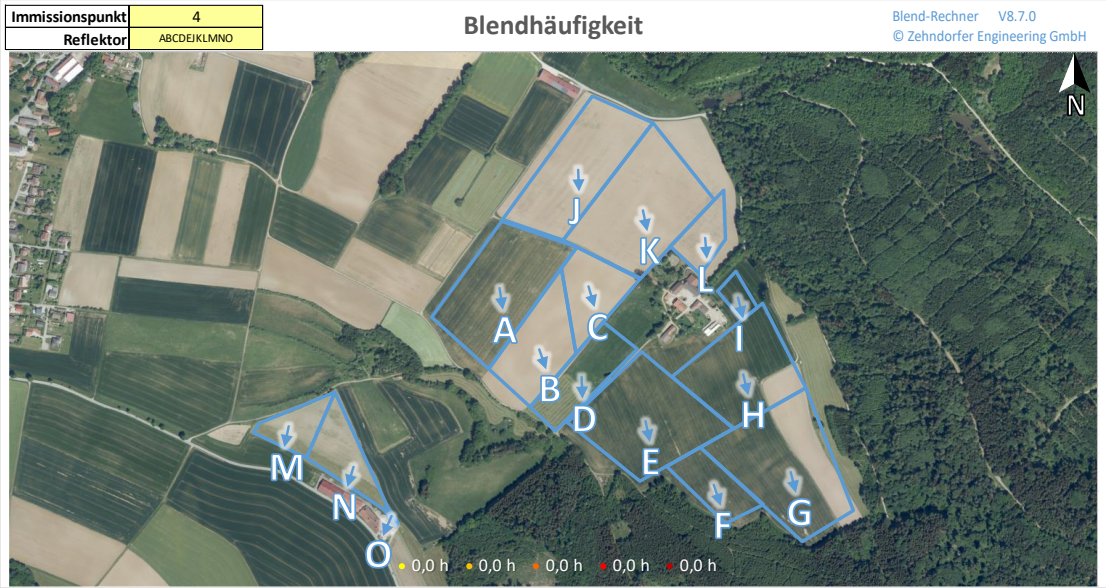 Immissionspunkt 4
Reflektor ABCDEJKLMNO
Blendhäufigkeit
Blend-Rechner V8.7.0
© Zehndorfer Engineering GmbH
N
J
K
L
A
C
I
B
D
H
E
M
N
G
F
O
0,0 h 0,0 h 0,0 h 0,0 h 0,0 h